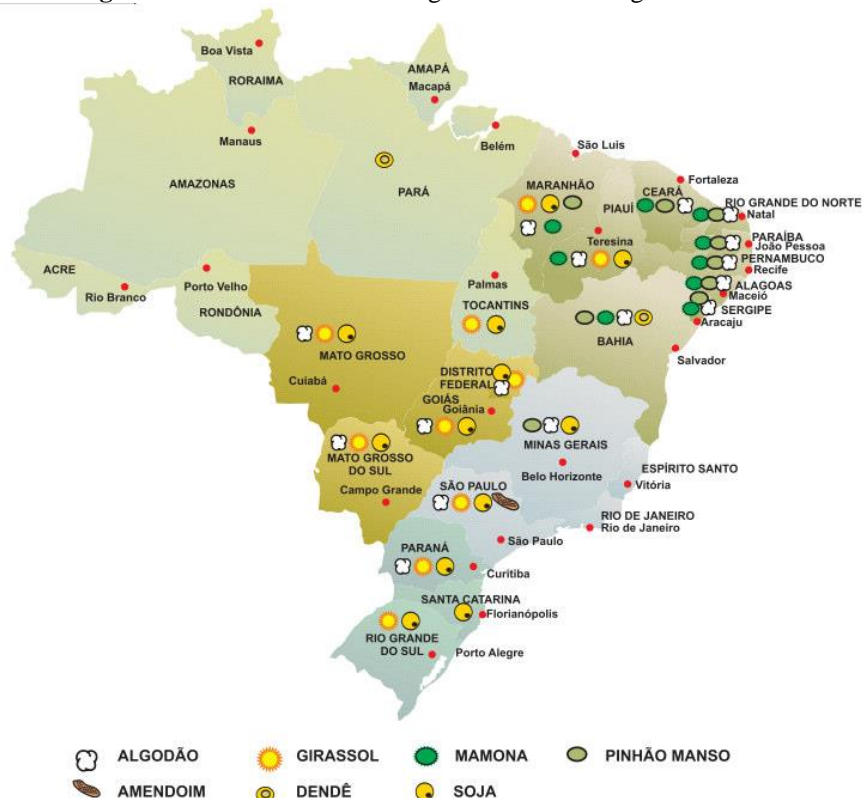 Boa Vista
RORAIMA
AMAPÁ
Macapá
Manaus
Belém
São Luis
AMAZONAS
PARÁ
MARANHÃO
Fortaleza
CEARÁ
PIAUÍ
RIO GRANDE DO NORTE
Natal
Teresina
PARAÍBA
João Pessoa
PERNAMBUCO
Recife
ACRE
Rio Branco
Porto Velho
RONDÔNIA
Palmas
TOCANTINS
ALAGOAS
Maceió
SERGIPE
Aracaju
BAHIA
Salvador
MATO GROSSO
Cuiabá
DISTRITO
FEDERAL
GOIÁS
Goiânia
MINAS GERAIS
Belo Horizonte
ESPÍRITO SANTO
Vitória
MATO GROSSO
DO SUL
Campo Grande
SÃO PAULO
São Paulo
RIO DE JANEIRO
Rio de Janeiro
PARANÁ
Curitiba
SANTA CATARINA
Florianópolis
RIO GRANDE
DO SUL
Porto Alegre
ALGODÃO
GIRASSOL
MAMONA
PINHÃO MANSO
AMENDOIM
DENDÊ
SOJA